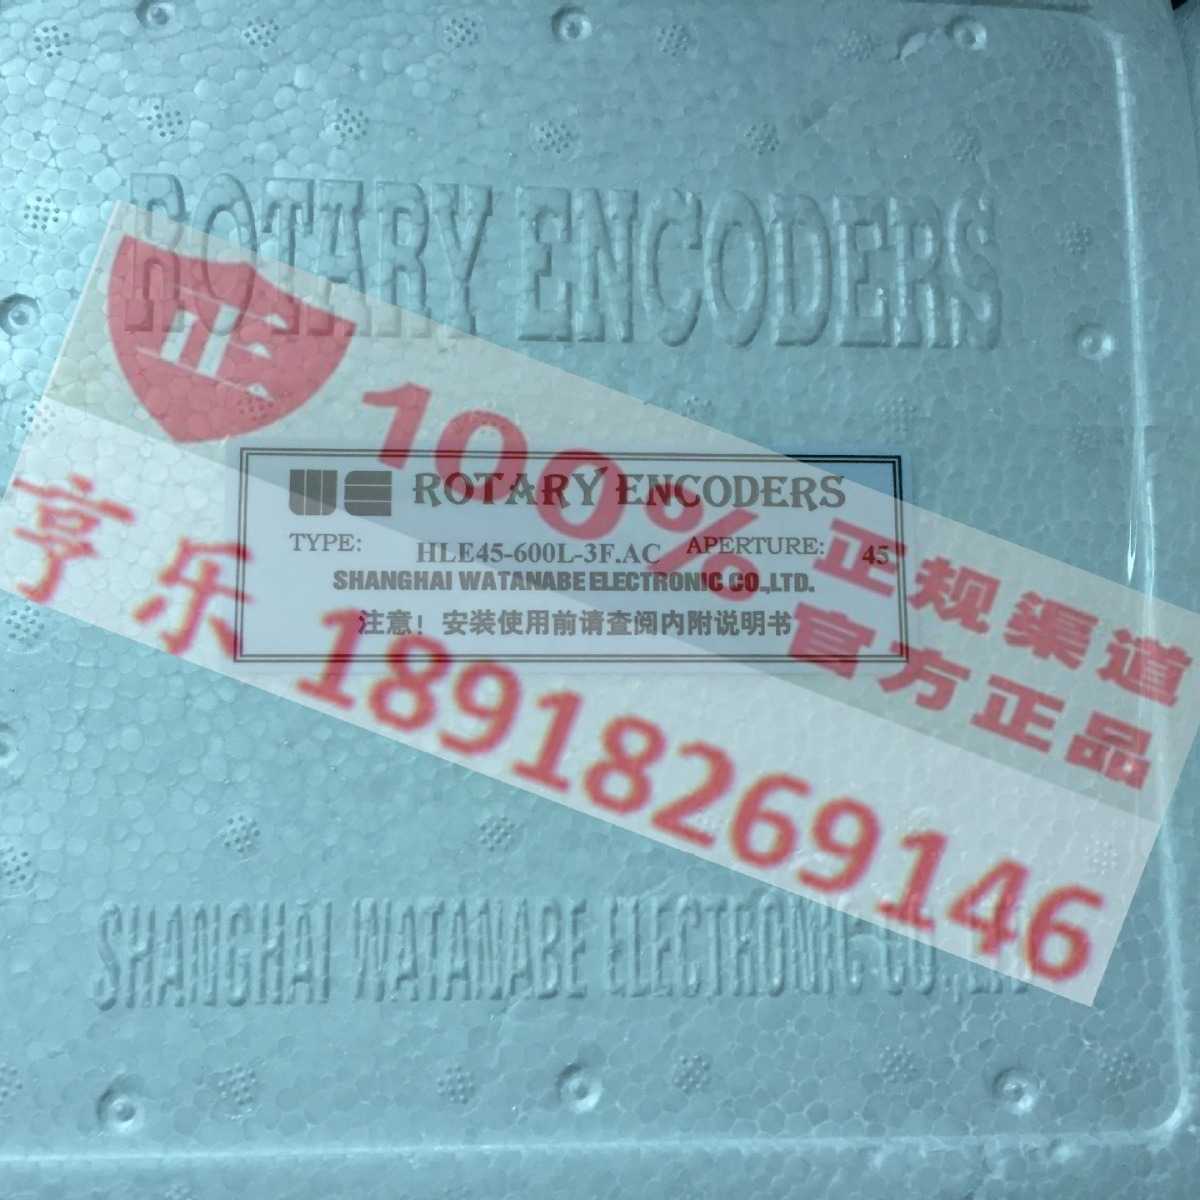 ROTARY ENCODERS
100%
正规渠道
官方正品
亨乐 18918269146
WE ROTARY ENCODERS
TYPE: HLE45-600L-3F.AC APERTURE: 45
SHANGHAI WATANABE ELECTRONIC CO.,LTD.
注意！安装使用前请查阅内附说明书
SHANGHAI WATANABE ELECTRONIC CO.,LTD